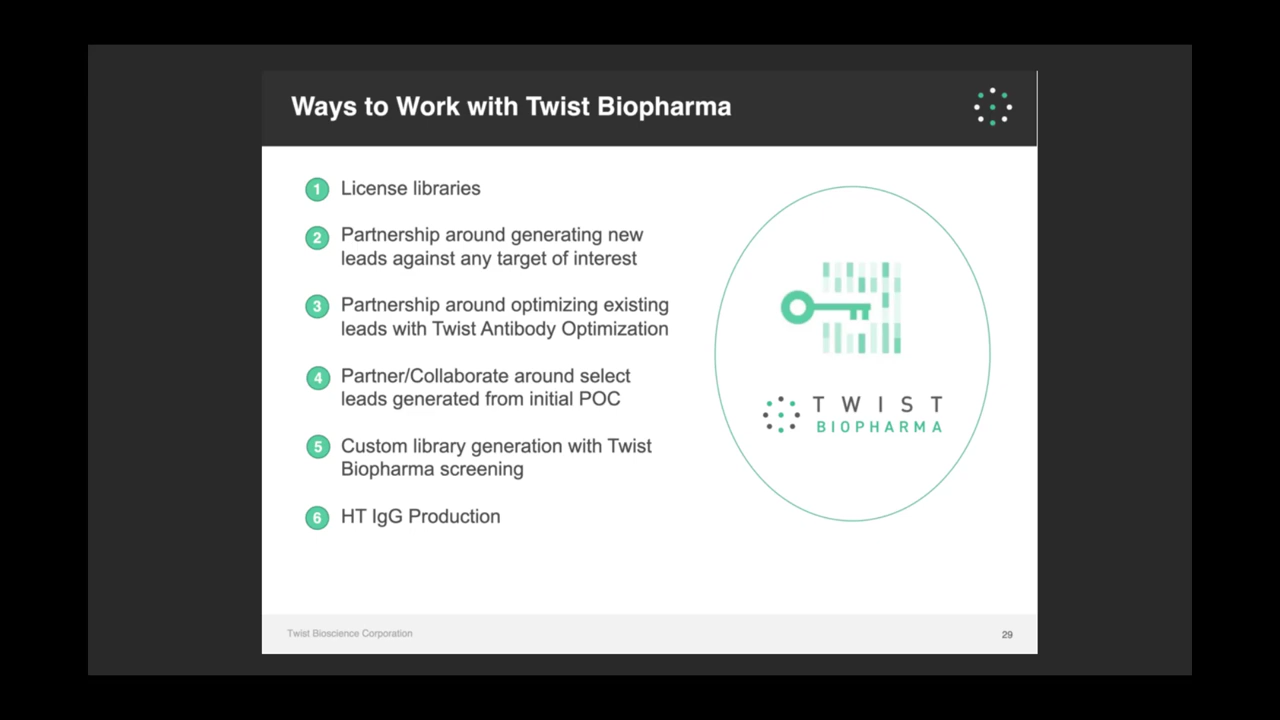 Ways to Work with Twist Biopharma
1 License libraries
2 Partnership around generating new
leads against any target of interest
3 Partnership around optimizing existing
leads with Twist Antibody Optimization
4 Partner/Collaborate around select
leads generated from initial POC
5 Custom library generation with Twist
Biopharma screening
6 HT IgG Production
TWIST
BIOPHARMA
Twist Bioscience Corporation
29